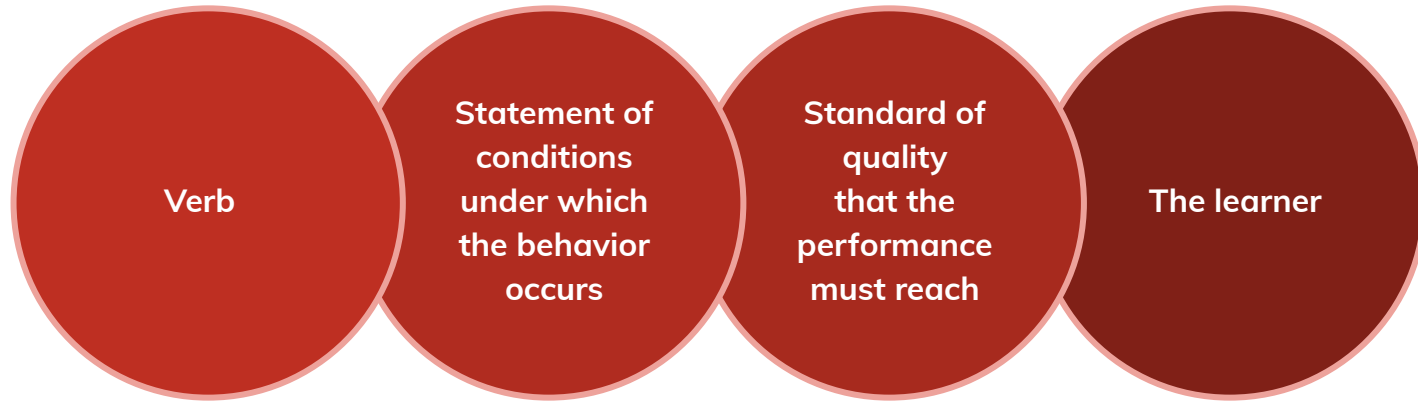 Verb
Statement of
conditions
under which
the behavior
occurs
Standard of
quality
that the
performance
must reach
The learner